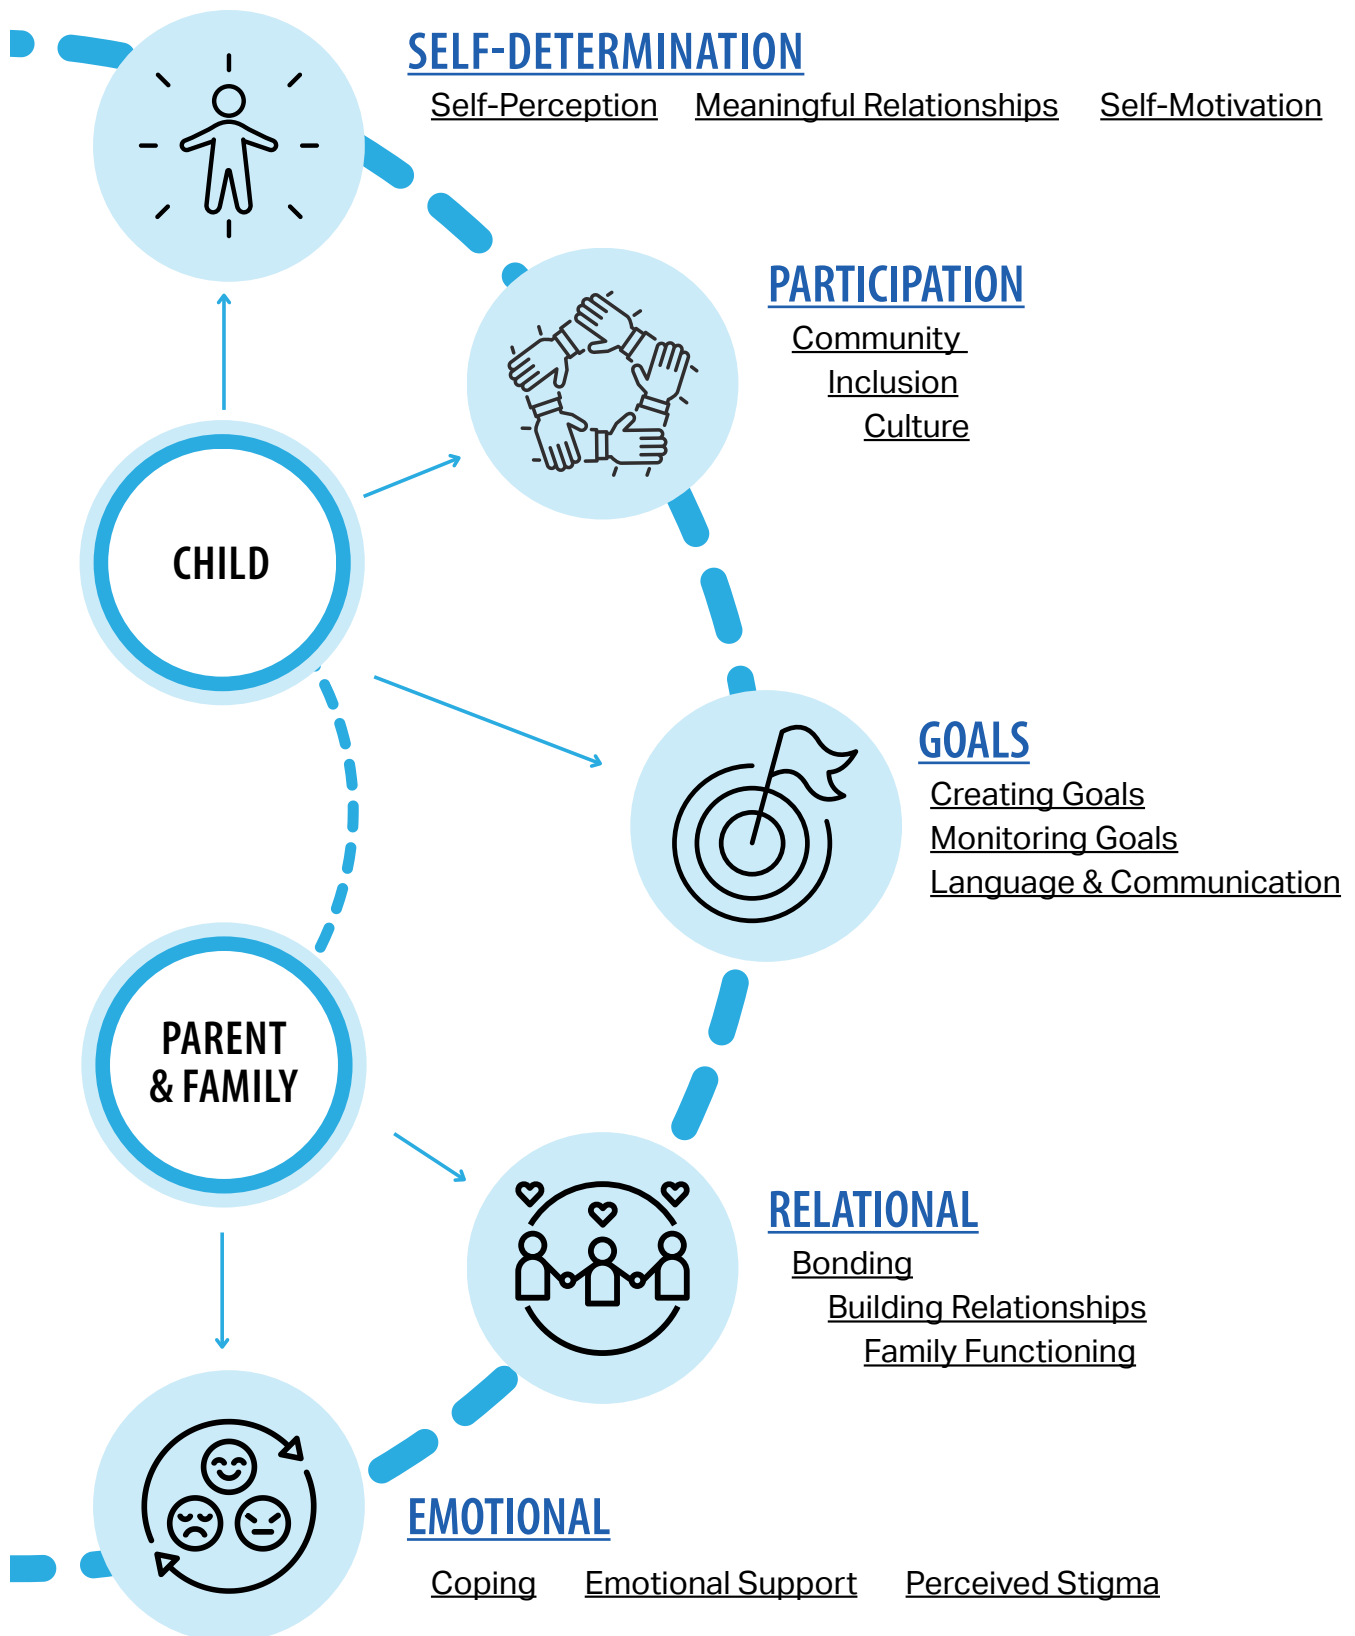 SELF-DETERMINATION
Self-Perception Meaningful Relationships Self-Motivation
PARTICIPATION
Community
Inclusion
Culture
CHILD
GOALS
Creating Goals
Monitoring Goals
Language & Communication
PARENT
& FAMILY
RELATIONAL
Bonding
Building Relationships
Family Functioning
EMOTIONAL
Coping Emotional Support Perceived Stigma